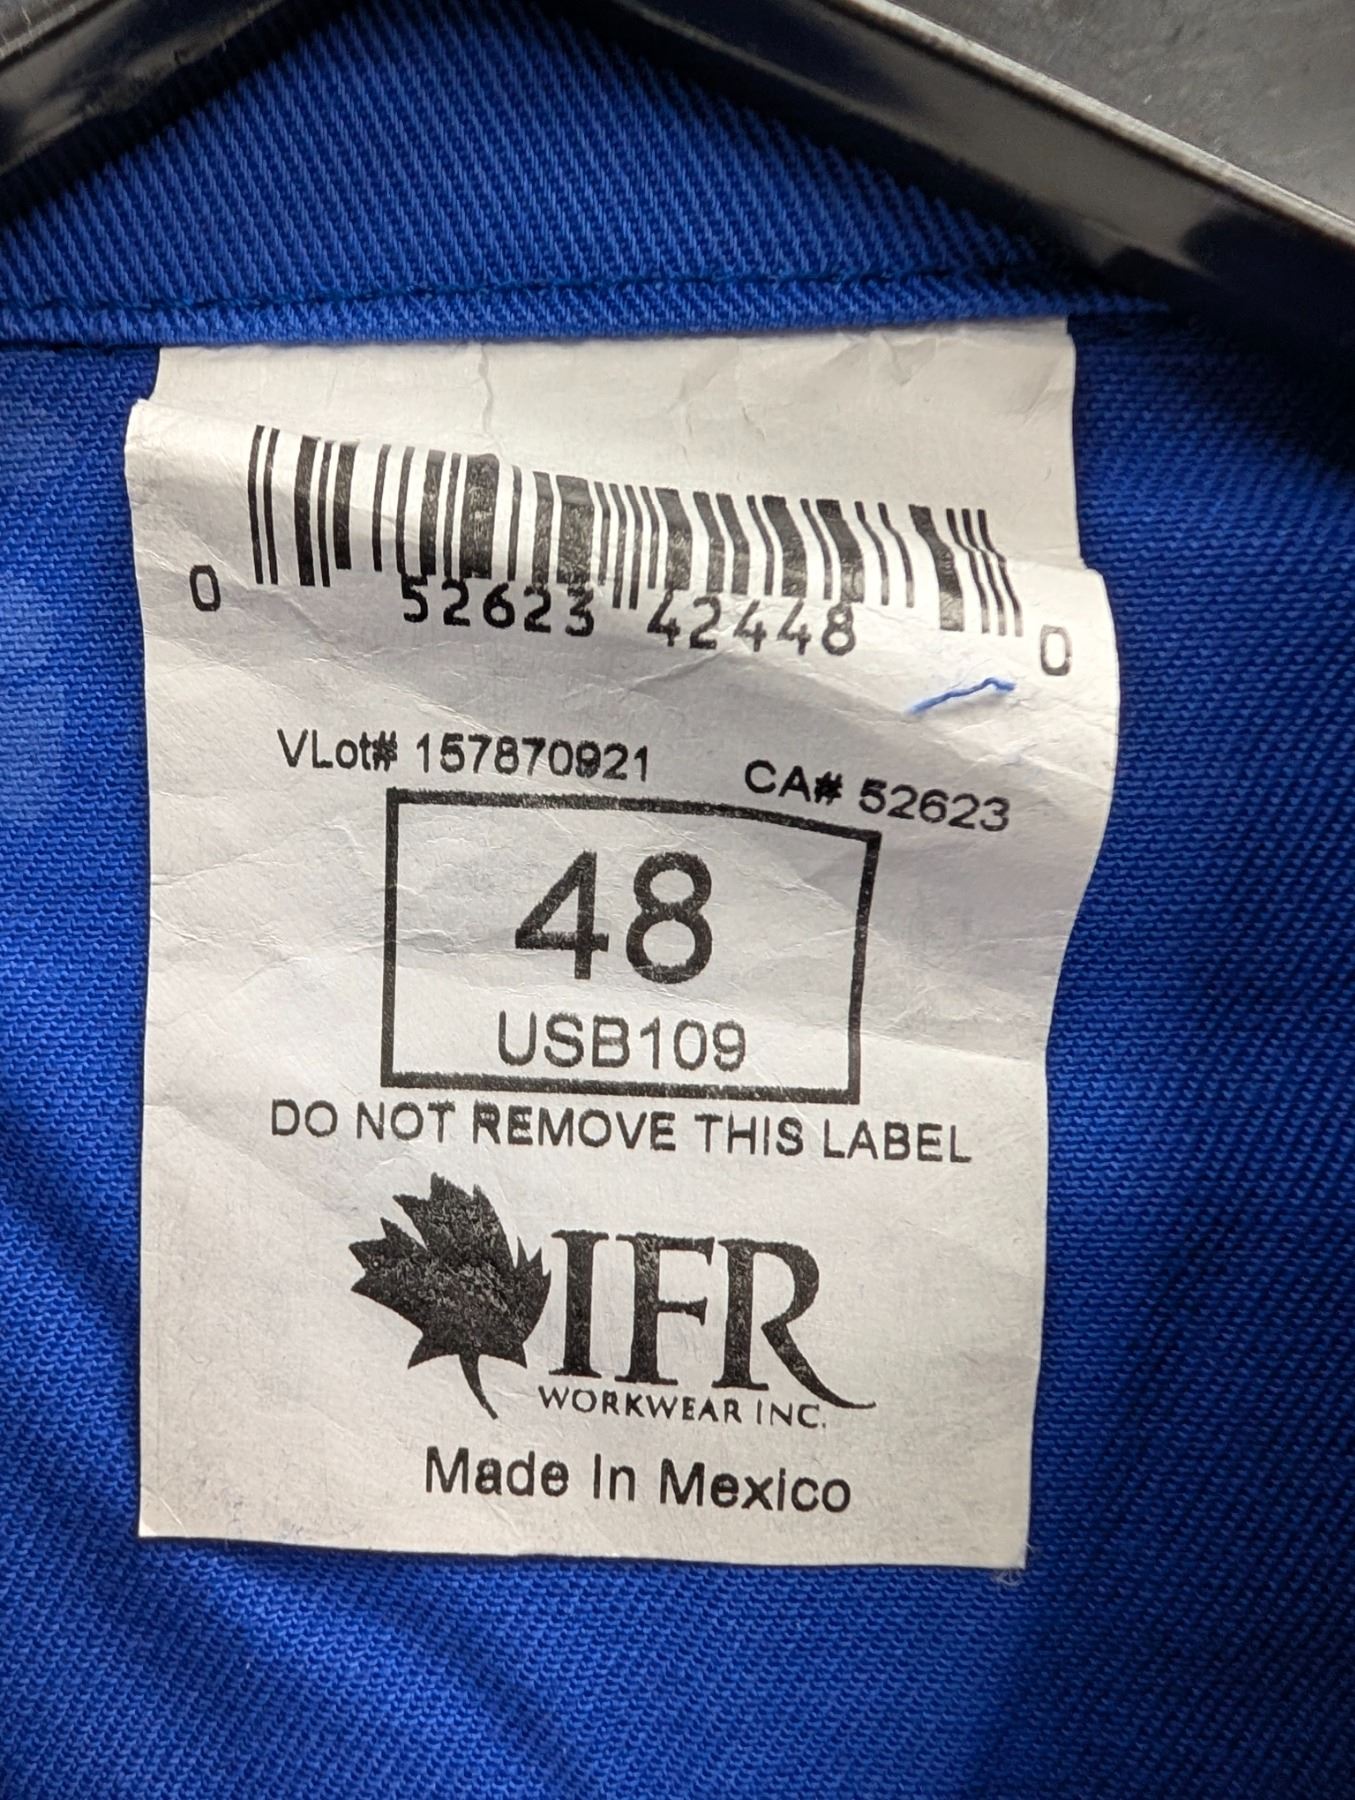 0 52623 42448 0
VLot# 157870921 CA# 52623
48
USB109
DO NOT REMOVE THIS LABEL
IFR
WORKWEAR INC.
Made In Mexico